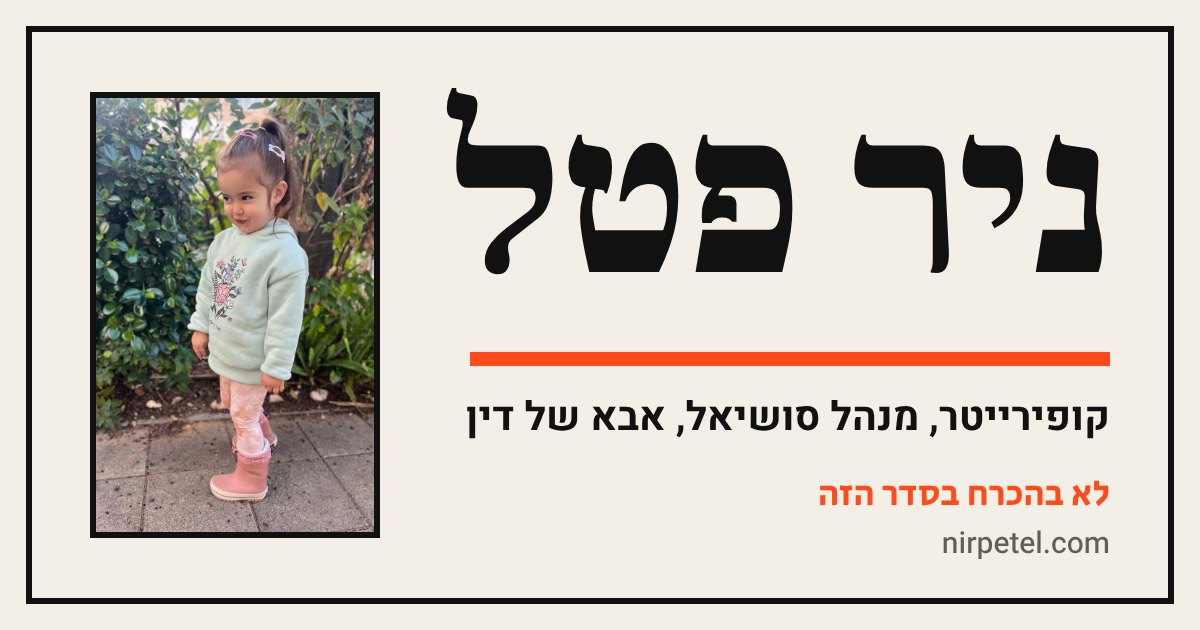 ניר פטל
קופירייטר, מנהל סושיאל, אבא של דין
לא בהכרח בסדר הזה
nirpetel.com